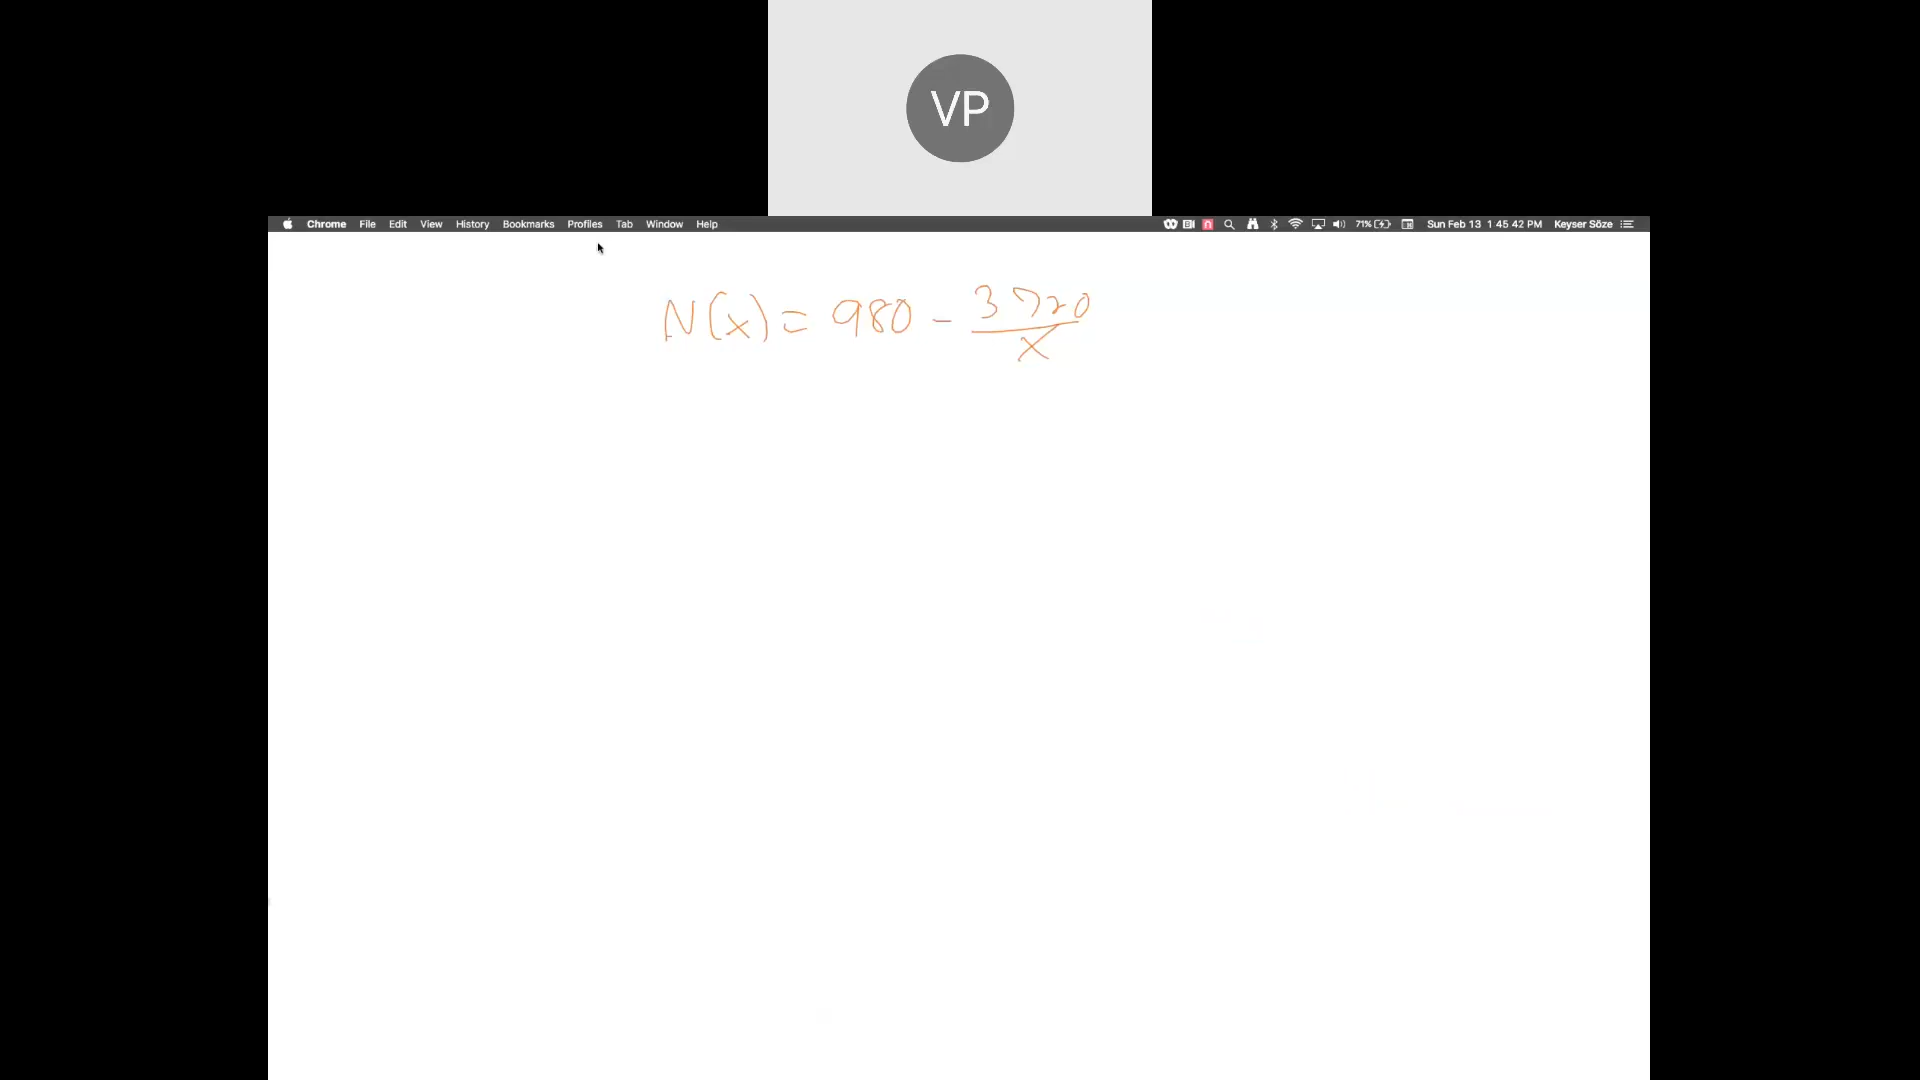 VP
Chrome File Edit View History Bookmarks Profiles Tab Window Help 71% Sun Feb 13 1 45 42 PM Keyser Söze
N(x) = 980 - 3720/x